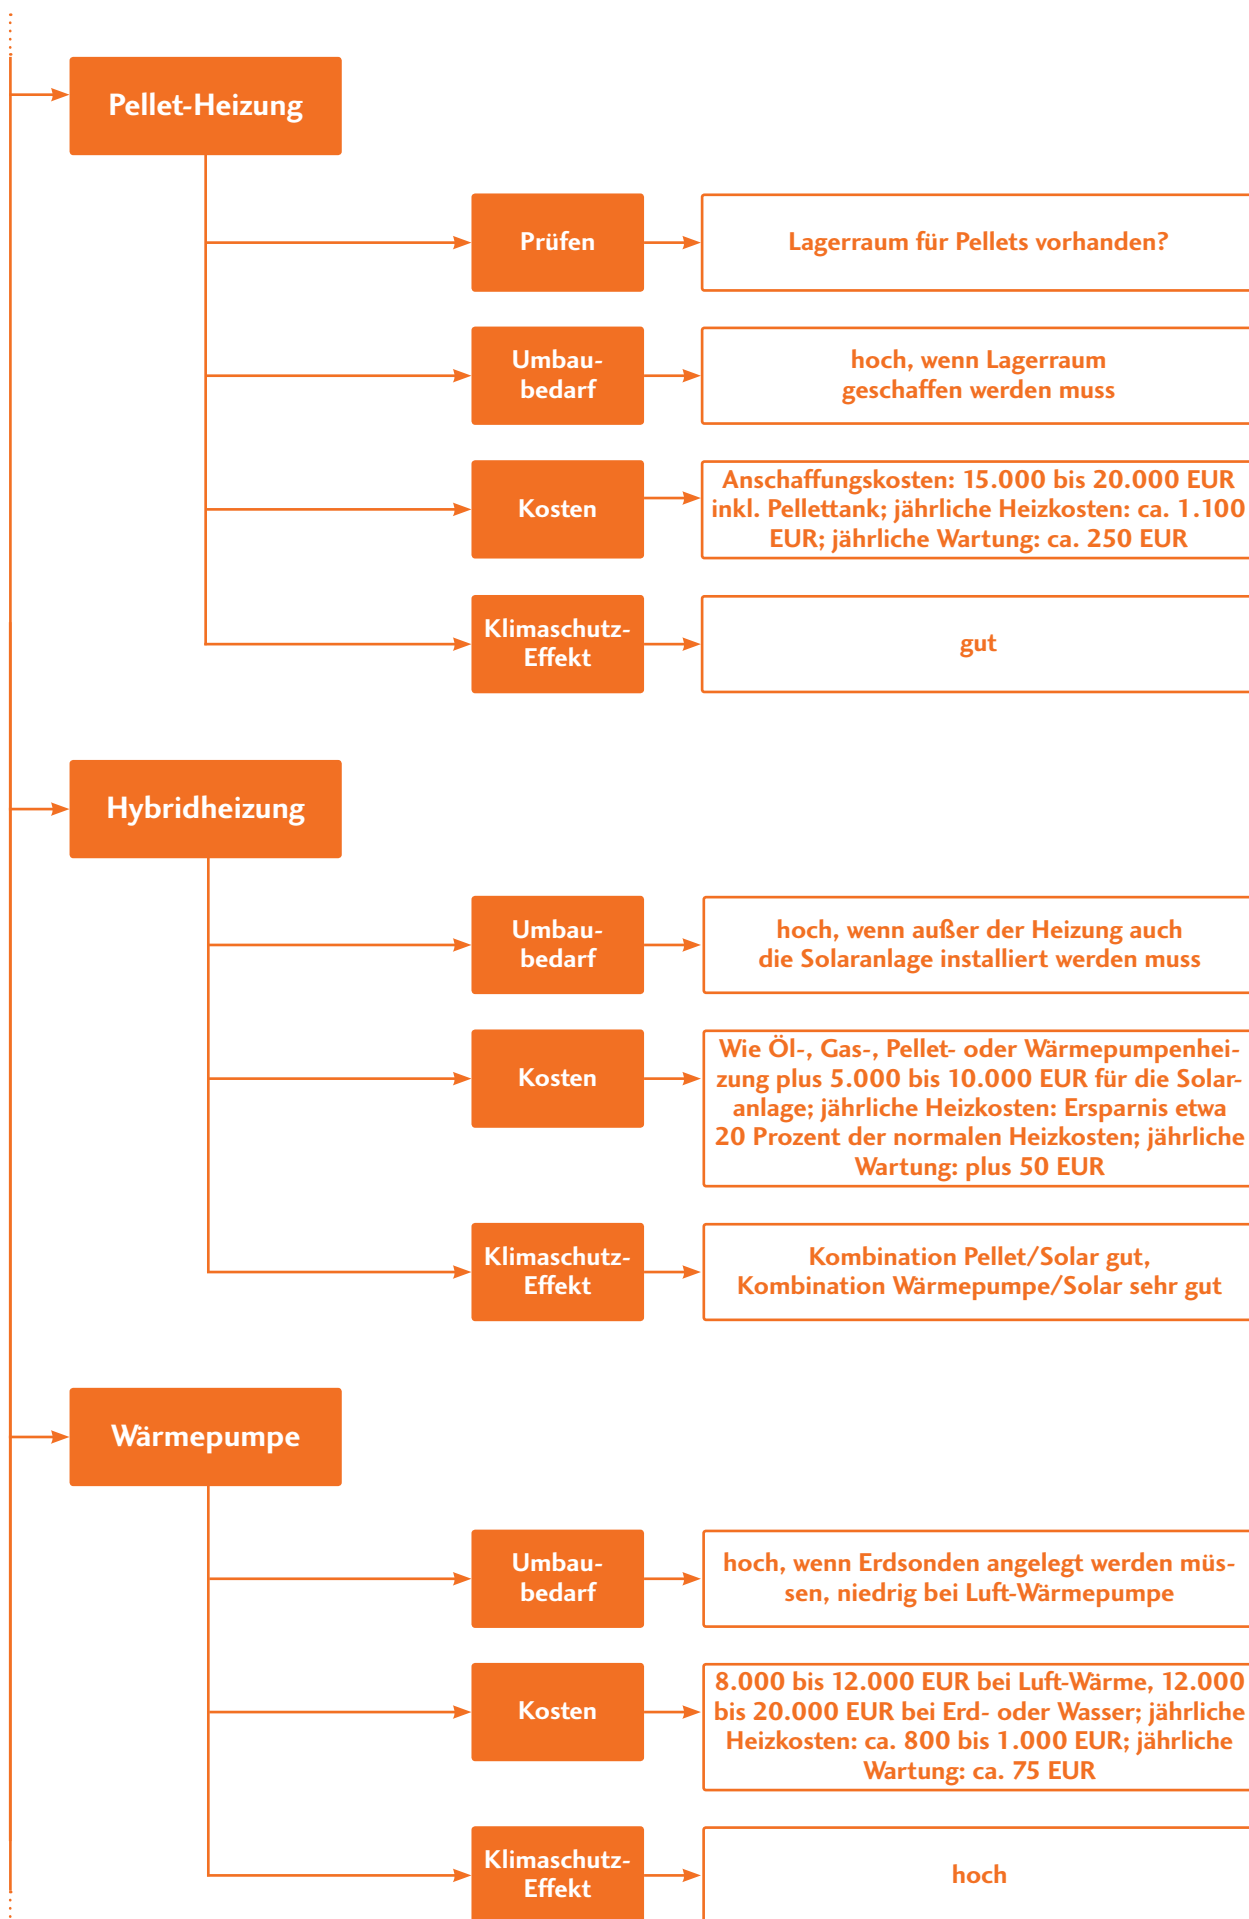 Pellet-Heizung
Prüfen
Lagerraum für Pellets vorhanden?
Umbau-
bedarf
hoch, wenn Lagerraum
geschaffen werden muss
Kosten
Anschaffungskosten: 15.000 bis 20.000 EUR
inkl. Pellettank; jährliche Heizkosten: ca. 1.100
EUR; jährliche Wartung: ca. 250 EUR
Klimaschutz-
Effekt
gut
Hybridheizung
Umbau-
bedarf
hoch, wenn außer der Heizung auch
die Solaranlage installiert werden muss
Kosten
Wie Öl-, Gas-, Pellet- oder Wärmepumpenhei-
zung plus 5.000 bis 10.000 EUR für die Solar-
anlage; jährliche Heizkosten: Ersparnis etwa
20 Prozent der normalen Heizkosten; jährliche
Wartung: plus 50 EUR
Klimaschutz-
Effekt
Kombination Pellet/Solar gut,
Kombination Wärmepumpe/Solar sehr gut
Wärmepumpe
Umbau-
bedarf
hoch, wenn Erdsonden angelegt werden müs-
sen, niedrig bei Luft-Wärmepumpe
Kosten
8.000 bis 12.000 EUR bei Luft-Wärme, 12.000
bis 20.000 EUR bei Erd- oder Wasser; jährliche
Heizkosten: ca. 800 bis 1.000 EUR; jährliche
Wartung: ca. 75 EUR
Klimaschutz-
Effekt
hoch